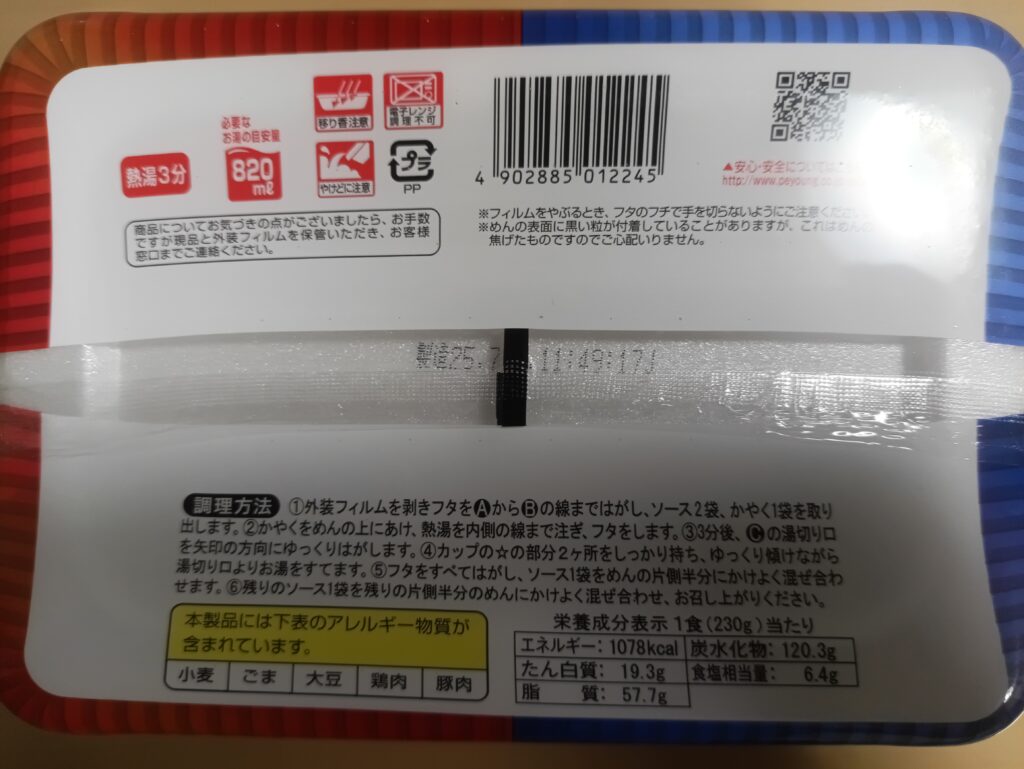 必要な
お湯の目安量
熱湯3分
820
mℓ
移り香注意
電子レンジ
調理不可
やけどに注意
プラ
PP
4 902885 012245
▲安心・安全については
http://www.peyoung.co
商品についてお気づきの点がございましたら、お手数
ですが現品と外装フィルムを保管いただき、お客様
窓口までご連絡ください。
※フィルムをやぶるとき、フタのフチで手を切らないようにご注意くだ
※めんの表面に黒い粒が付着していることがありますが、これはめんの
焦げたものですのでご心配いりません。
製造25.7 11:49:17J
調理方法 ①外装フィルムを剥きフタをAからBの線まではがし、ソース2袋、かやく1袋を取り
出します。②かやくをめんの上にあけ、熱湯を内側の線まで注ぎ、フタをします。③3分後、Cの湯切り口
を矢印の方向にゆっくりはがします。④カップの☆の部分2ヶ所をしっかり持ち、ゆっくり傾けながら
湯切り口よりお湯をすてます。⑤フタをすべてはがし、ソース1袋をめんの片側半分にかけよく混ぜ合わ
せます。⑥残りのソース1袋を残りの片側半分のめんにかけよく混ぜ合わせ、お召し上がりください。
本製品には下表のアレルギー物質が
含まれています。
小麦 ごま 大豆 鶏肉 豚肉
栄養成分表示 1食(230g)当たり
エネルギー: 1078kcal 炭水化物: 120.3g
たん白質: 19.3g 食塩相当量: 6.4g
脂質: 57.7g